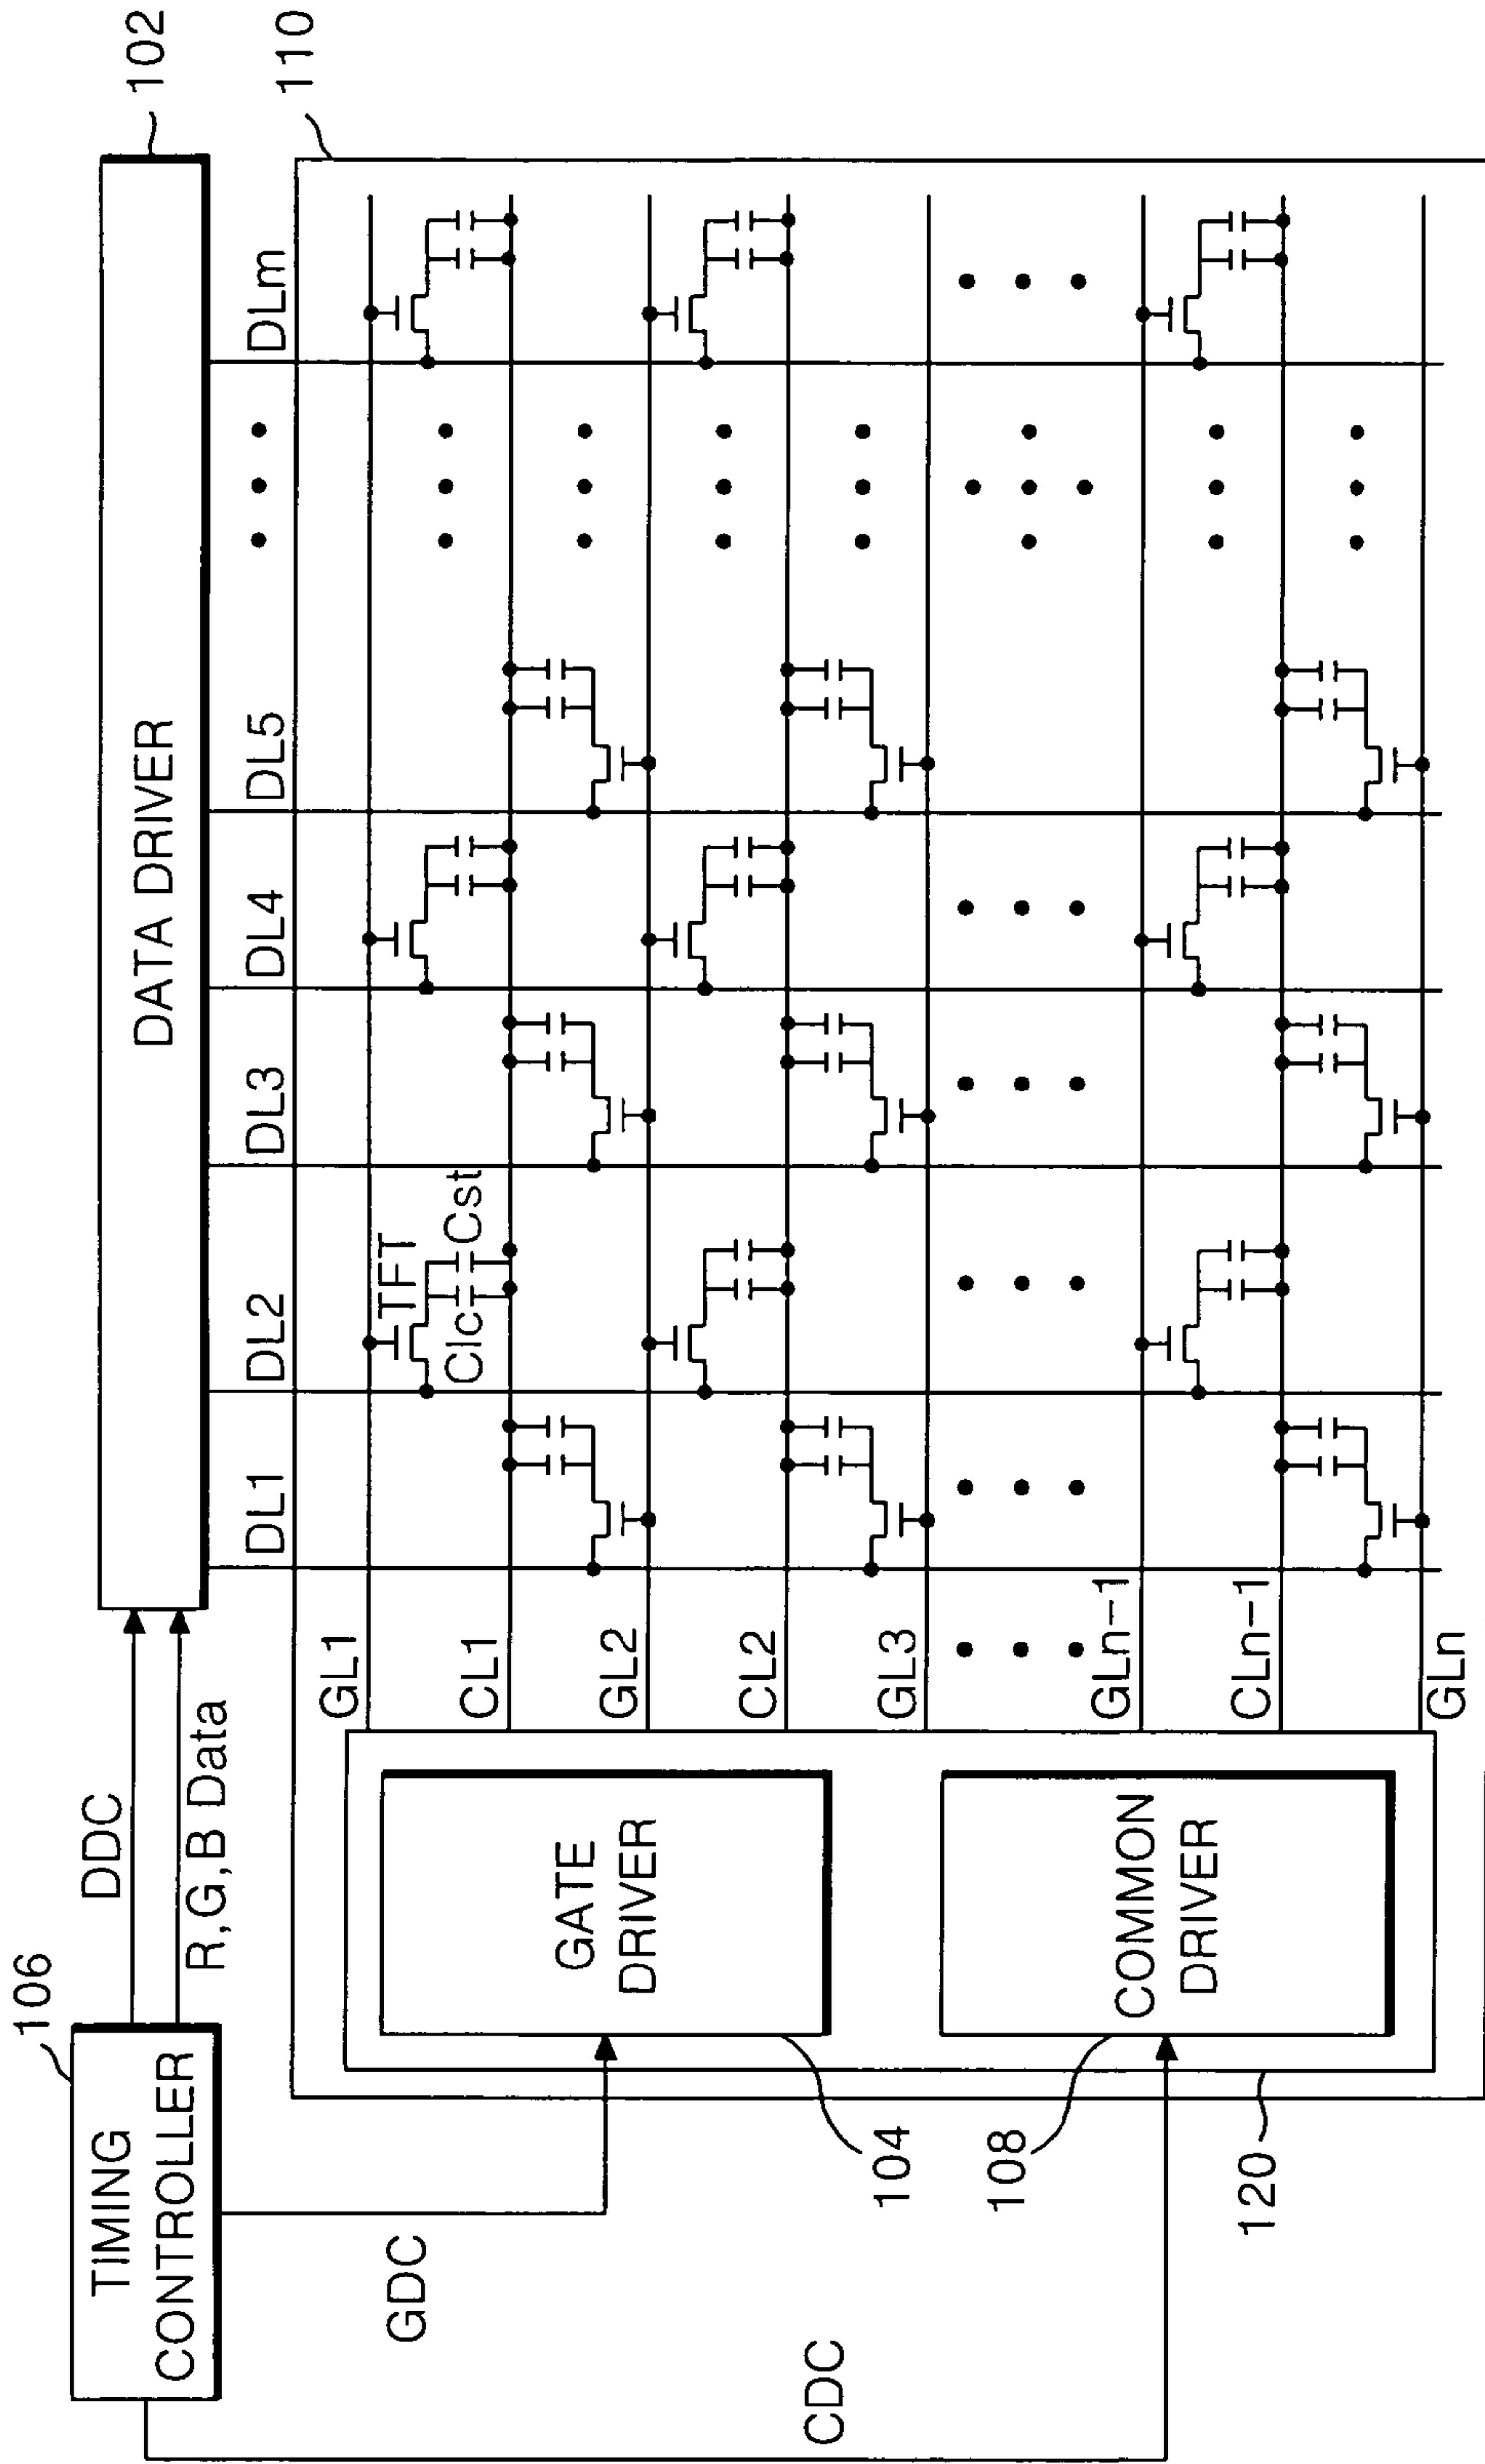 106
TIMING
CONTROLLER
DDC
R,G,B Data
DATA DRIVER
102
GDC
CDC
110
DL1
DL2
DL3
DL4
DL5
DLm
GL1
TFT
Clc
Cst
CL1
GL2
CL2
GL3
GLn-1
CLn-1
GLn
GATE
DRIVER
COMMON
DRIVER
104
108
120